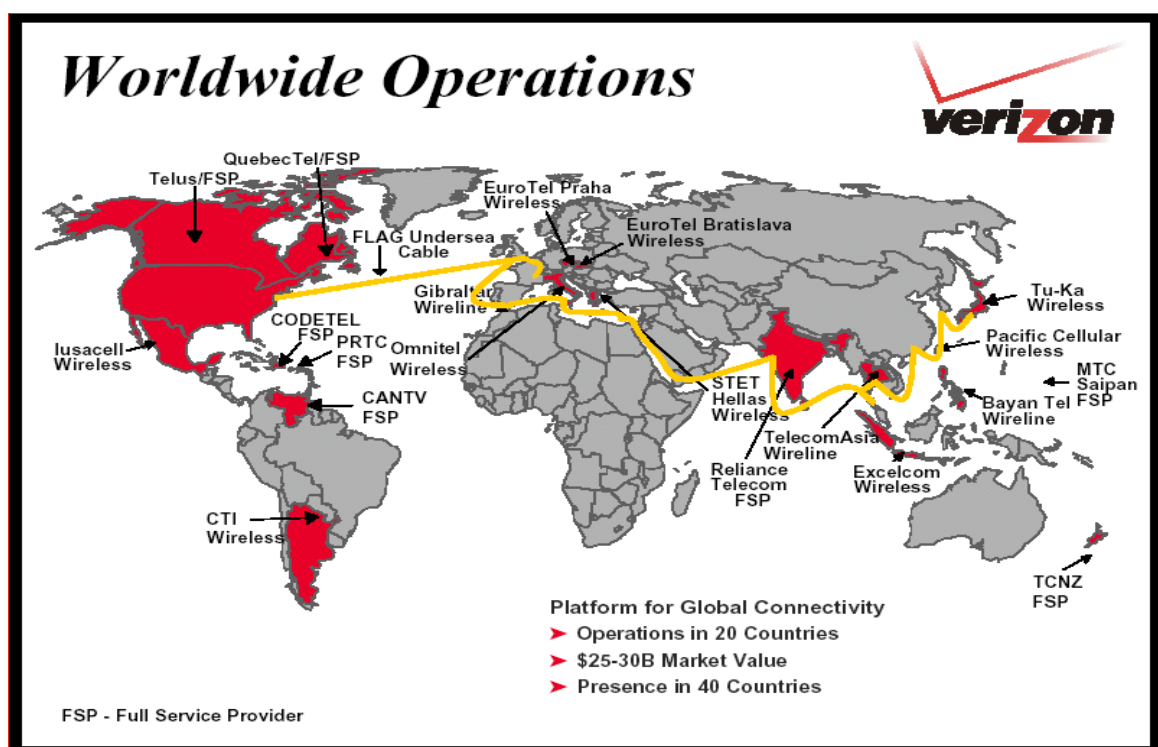 Worldwide Operations
verizon
QuebecTel/FSP
Telus/FSP
EuroTel Praha
Wireless
EuroTel Bratislava
Wireless
FLAG Undersea
Cable
Gibraltar
Wireline
Tu-Ka
Wireless
CODETEL
FSP
PRTC
FSP
Omnitel
Wireless
Iusacell
Wireless
Pacific Cellular
Wireless
MTC
Saipan
FSP
STET
Hellas
Wireless
CANTV
FSP
Bayan Tel
Wireline
TelecomAsia
Wireline
Reliance
Telecom
FSP
Excelcom
Wireless
CTI
Wireless
TCNZ
FSP
Platform for Global Connectivity
Operations in 20 Countries
$25-30B Market Value
Presence in 40 Countries
FSP - Full Service Provider